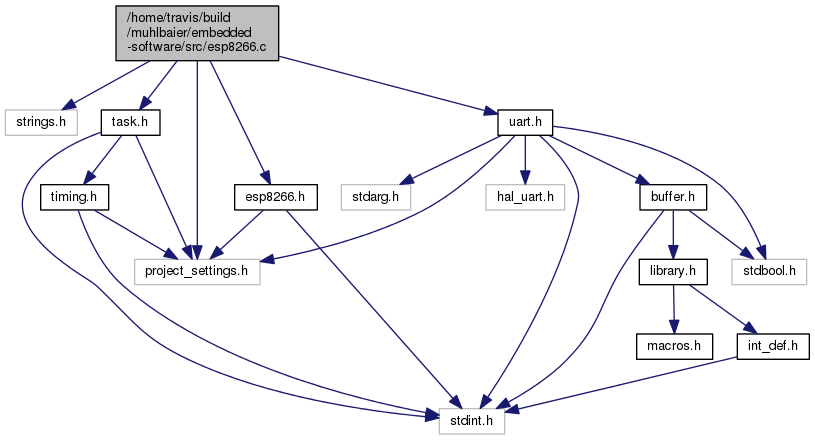 /home/travis/build
/muhlbaier/embedded
-software/src/esp8266.c
strings.h
task.h
uart.h
timing.h
esp8266.h
stdarg.h
hal_uart.h
buffer.h
project_settings.h
library.h
stdbool.h
macros.h
int_def.h
stdint.h